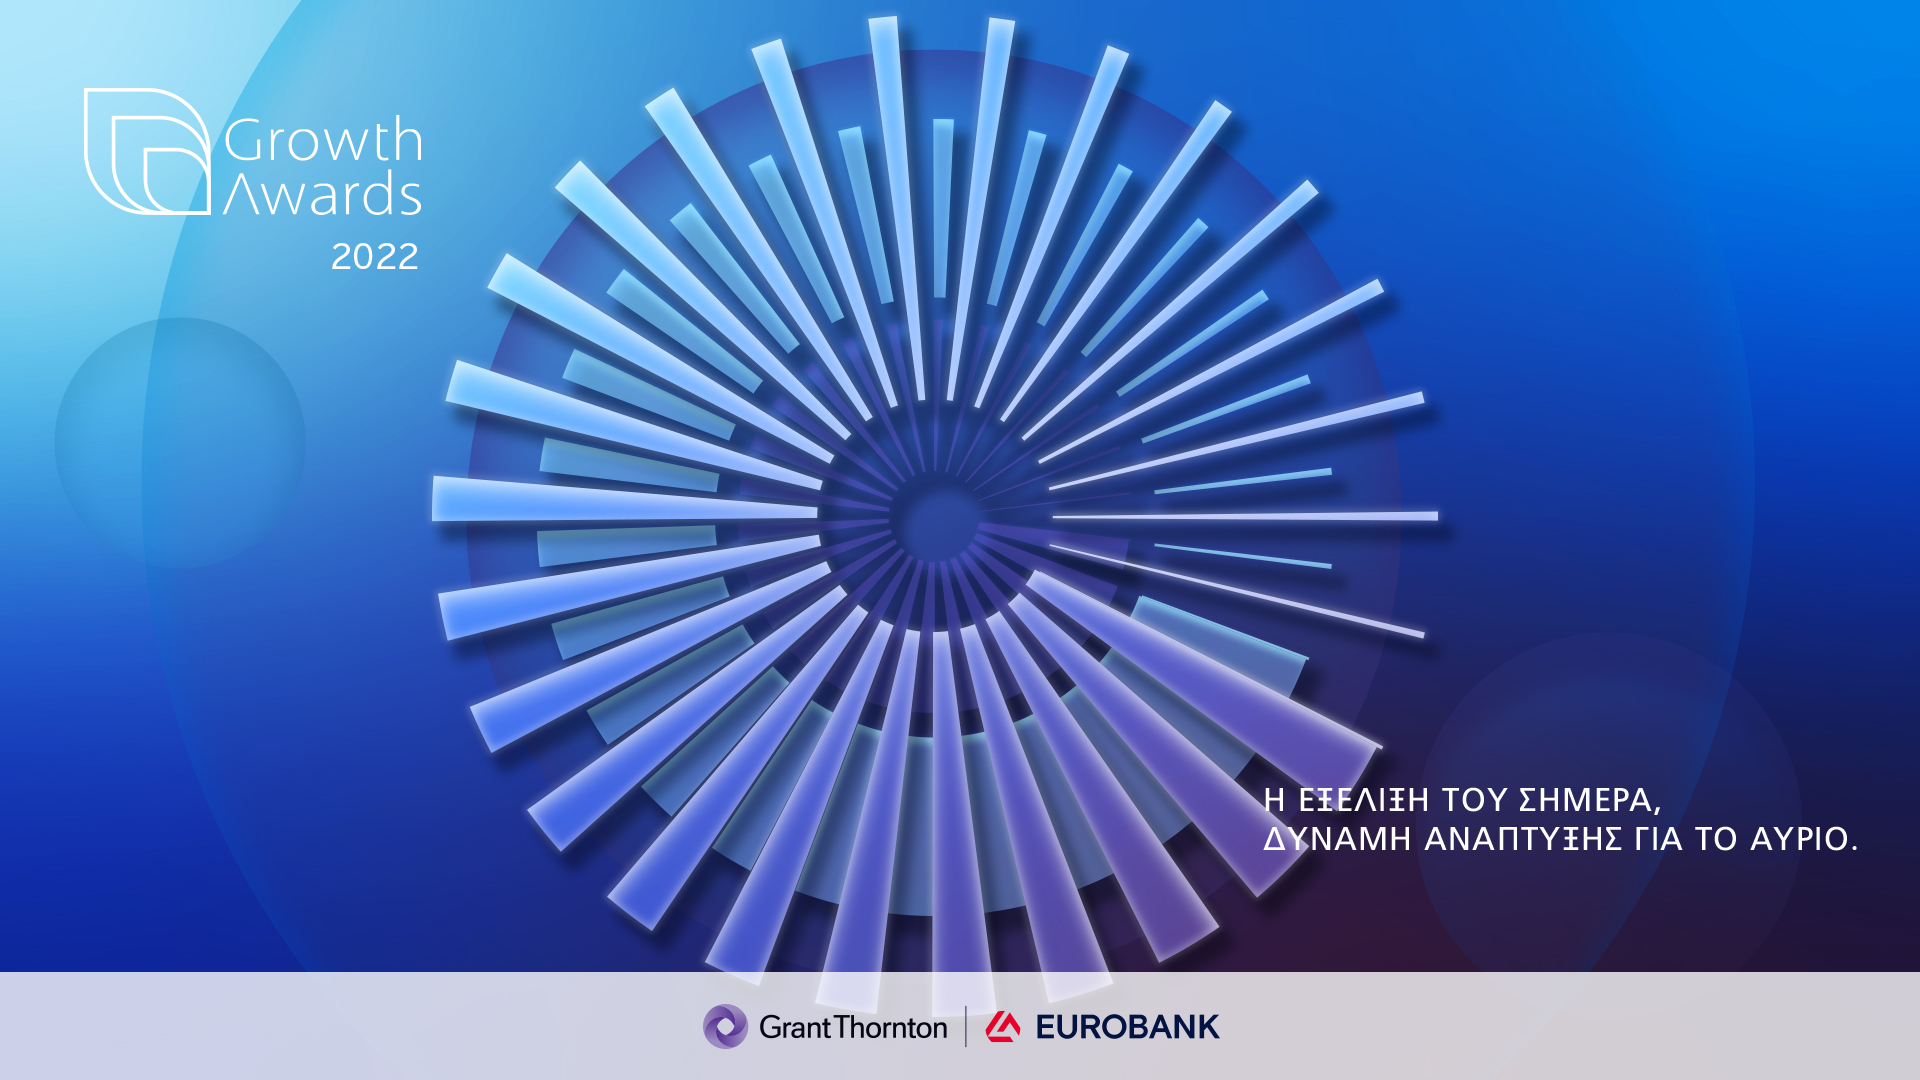 Growth
Awards
2022
Η ΕΞΕΛΙΞΗ ΤΟΥ ΣΗΜΕΡΑ,
ΔΥΝΑΜΗ ΑΝΑΠΤΥΞΗΣ ΓΙΑ ΤΟ ΑΥΡΙΟ.
Grant Thornton | EUROBANK